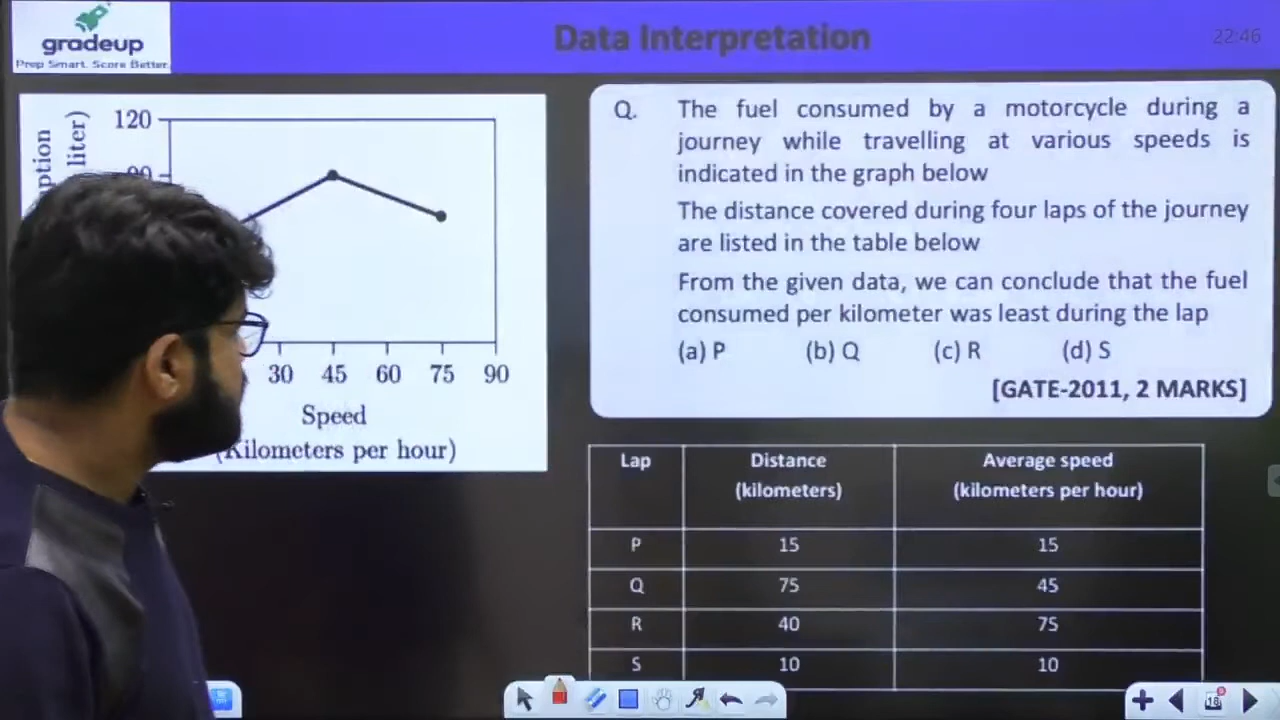 gradeup
Prep Smart. Score Better.
Data Interpretation
22:46
liter)
120
30 45 60 75 90
Speed
(Kilometers per hour)
Q. The fuel consumed by a motorcycle during a
journey while travelling at various speeds is
indicated in the graph below
The distance covered during four laps of the journey
are listed in the table below
From the given data, we can conclude that the fuel
consumed per kilometer was least during the lap
(a) P (b) Q (c) R (d) S
[GATE-2011, 2 MARKS]
Lap Distance (kilometers) Average speed (kilometers per hour)
P 15 15
Q 75 45
R 40 75
S 10 10
18